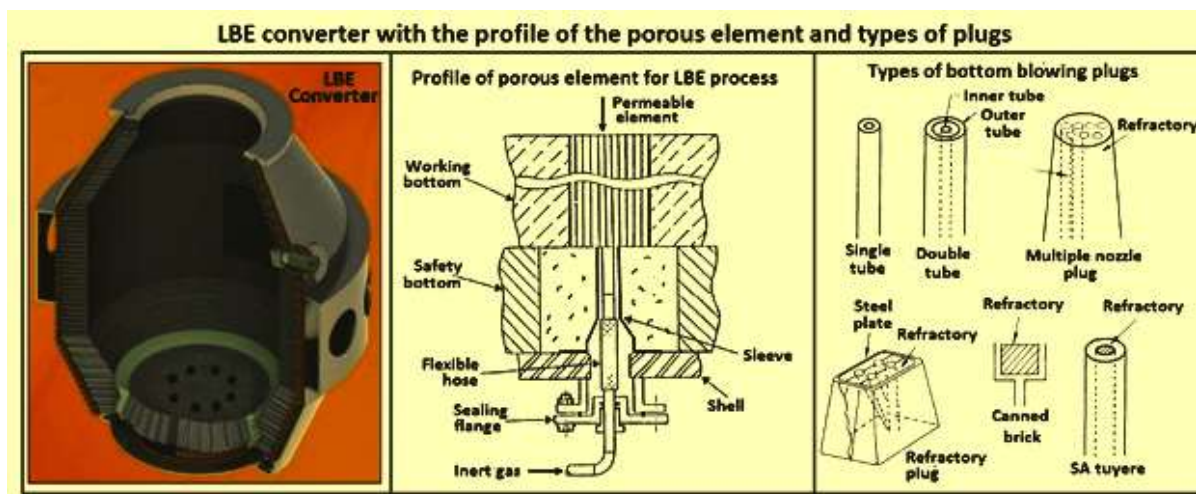 LBE converter with the profile of the porous element and types of plugs
LBE
Converter
Profile of porous element for LBE process
Permeable
element
Working
bottom
Safety
bottom
Flexible
hose
Sleeve
Shell
Sealing
flange
Inert gas
Types of bottom blowing plugs
Inner tube
Outer
tube
Refractory
Single
tube
Double
tube
Multiple nozzle
plug
Steel
plate
Refractory
Refractory
plug
Refractory
Canned
brick
Refractory
SA tuyere